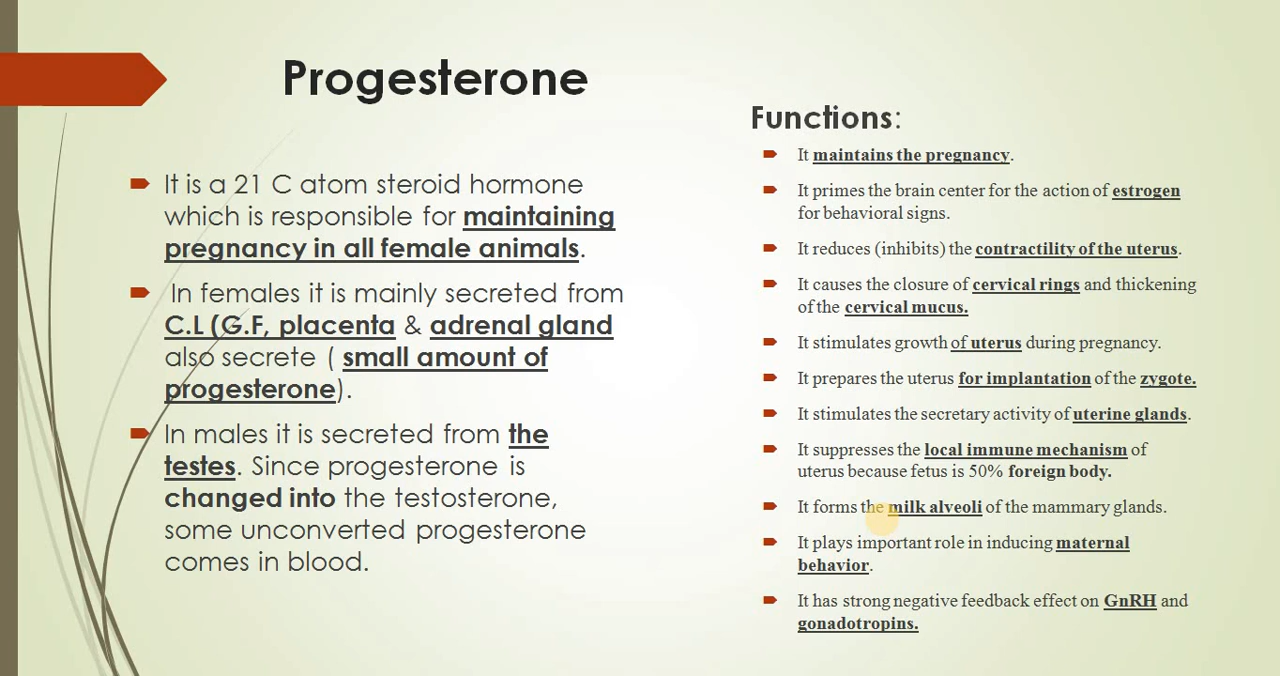 Progesterone
It is a 21 C atom steroid hormone
which is responsible for maintaining
pregnancy in all female animals.
In females it is mainly secreted from
C.L (G.F, placenta & adrenal gland
also secrete ( small amount of
progesterone).
In males it is secreted from the
testes. Since progesterone is
changed into the testosterone,
some unconverted progesterone
comes in blood.
Functions:
It maintains the pregnancy.
It primes the brain center for the action of estrogen
for behavioral signs.
It reduces (inhibits) the contractility of the uterus.
It causes the closure of cervical rings and thickening
of the cervical mucus.
It stimulates growth of uterus during pregnancy.
It prepares the uterus for implantation of the zygote.
It stimulates the secretary activity of uterine glands.
It suppresses the local immune mechanism of
uterus because fetus is 50% foreign body.
It forms the milk alveoli of the mammary glands.
It plays important role in inducing maternal
behavior.
It has strong negative feedback effect on GnRH and
gonadotropins.